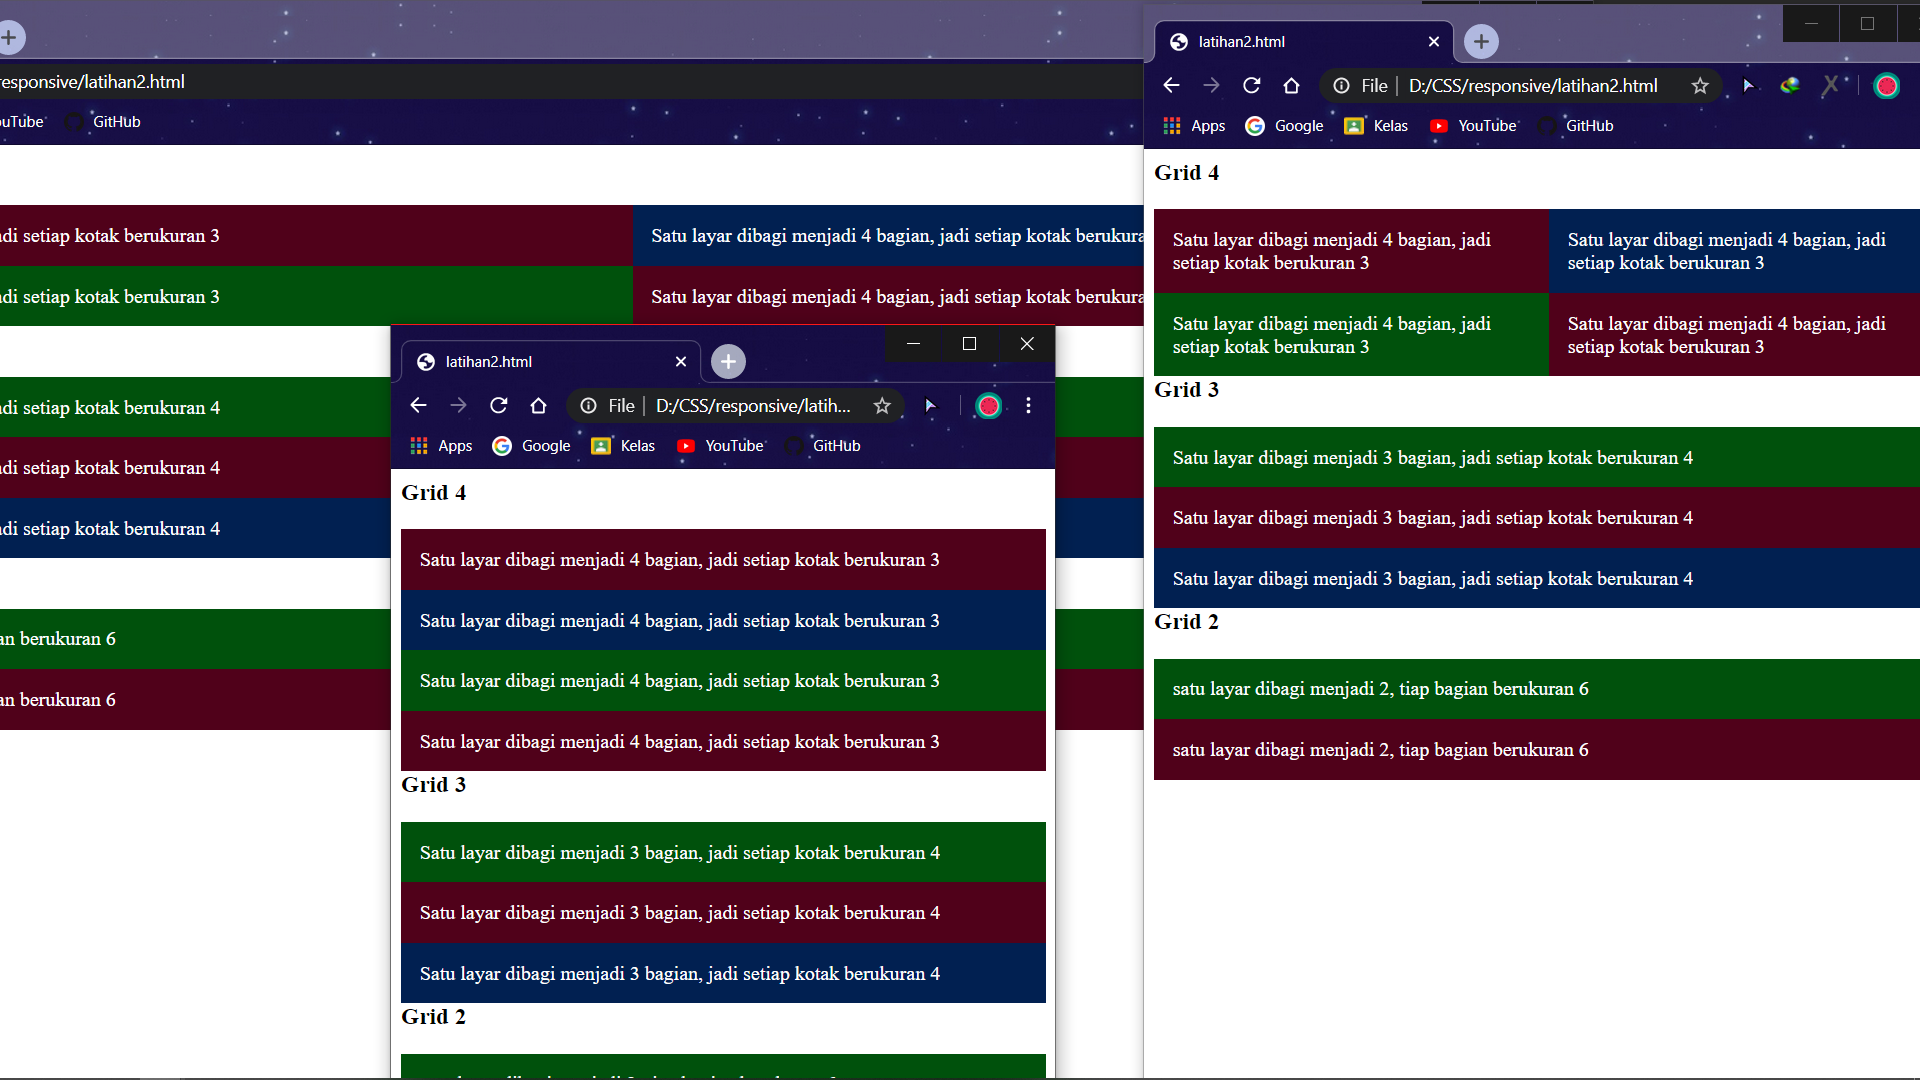 responsive/latihan2.html
GitHub
di setiap kotak berukuran 3
Satu layar dibagi menjadi 4 bagian, jadi setiap kotak
di setiap kotak berukuran 3
Satu layar dibagi menjadi 4 bagian, jadi setiap kotak
di setiap kotak berukuran 4
di setiap kotak berukuran 4
di setiap kotak berukuran 4
berukuran 6
berukuran 6
latihan2.html
File D:/CSS/responsive/latih...
Apps Google Kelas YouTube GitHub
Grid 4
Satu layar dibagi menjadi 4 bagian, jadi setiap kotak berukuran 3
Satu layar dibagi menjadi 4 bagian, jadi setiap kotak berukuran 3
Satu layar dibagi menjadi 4 bagian, jadi setiap kotak berukuran 3
Satu layar dibagi menjadi 4 bagian, jadi setiap kotak berukuran 3
Grid 3
Satu layar dibagi menjadi 3 bagian, jadi setiap kotak berukuran 4
Satu layar dibagi menjadi 3 bagian, jadi setiap kotak berukuran 4
Satu layar dibagi menjadi 3 bagian, jadi setiap kotak berukuran 4
Grid 2
latihan2.html
File D:/CSS/responsive/latihan2.html
Apps Google Kelas YouTube GitHub
Grid 4
Satu layar dibagi menjadi 4 bagian, jadi
setiap kotak berukuran 3
Satu layar dibagi menjadi 4 bagian, jadi
setiap kotak berukuran 3
Satu layar dibagi menjadi 4 bagian, jadi
setiap kotak berukuran 3
Satu layar dibagi menjadi 4 bagian, jadi
setiap kotak berukuran 3
Grid 3
Satu layar dibagi menjadi 3 bagian, jadi setiap kotak berukuran 4
Satu layar dibagi menjadi 3 bagian, jadi setiap kotak berukuran 4
Satu layar dibagi menjadi 3 bagian, jadi setiap kotak berukuran 4
Grid 2
satu layar dibagi menjadi 2, tiap bagian berukuran 6
satu layar dibagi menjadi 2, tiap bagian berukuran 6